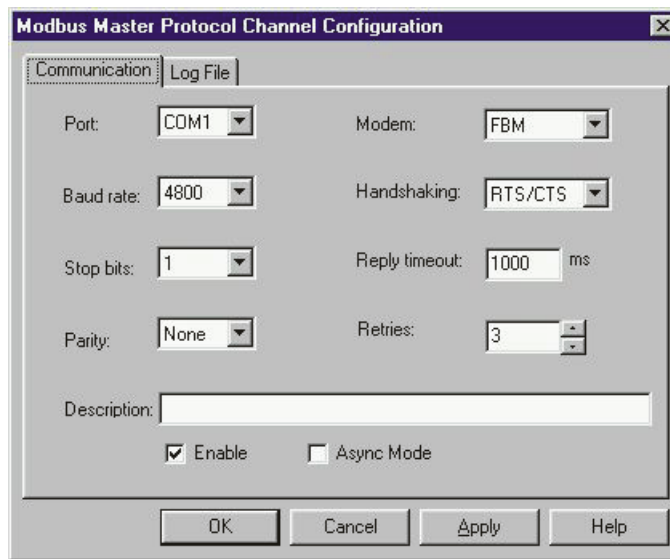 Modbus Master Protocol Channel Configuration
Communication Log File
Port: COM1 Modem: FBM
Baud rate: 4800 Handshaking: RTS/CTS
Stop bits: 1 Reply timeout: 1000 ms
Parity: None Retries: 3
Description:
Enable Async Mode
OK Cancel Apply Help